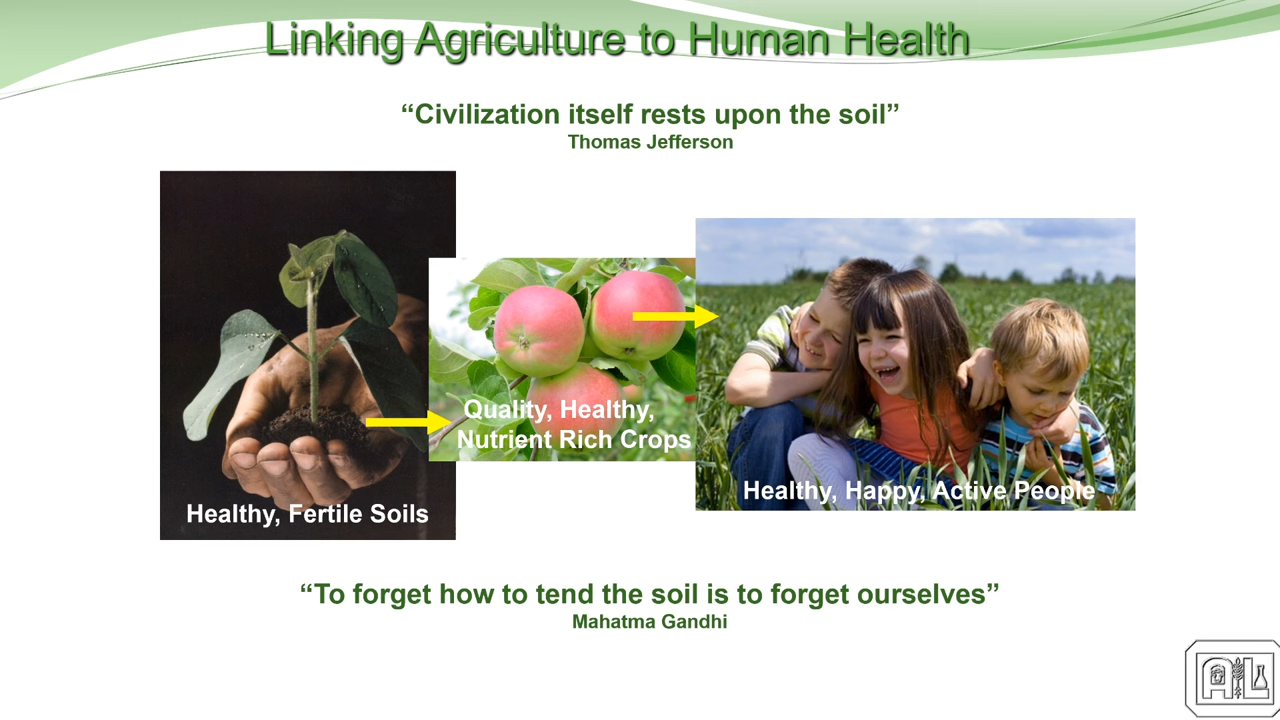 Linking Agriculture to Human Health
“Civilization itself rests upon the soil”
Thomas Jefferson
Healthy, Fertile Soils
Quality, Healthy,
Nutrient Rich Crops
Healthy, Happy, Active People
“To forget how to tend the soil is to forget ourselves”
Mahatma Gandhi
AL